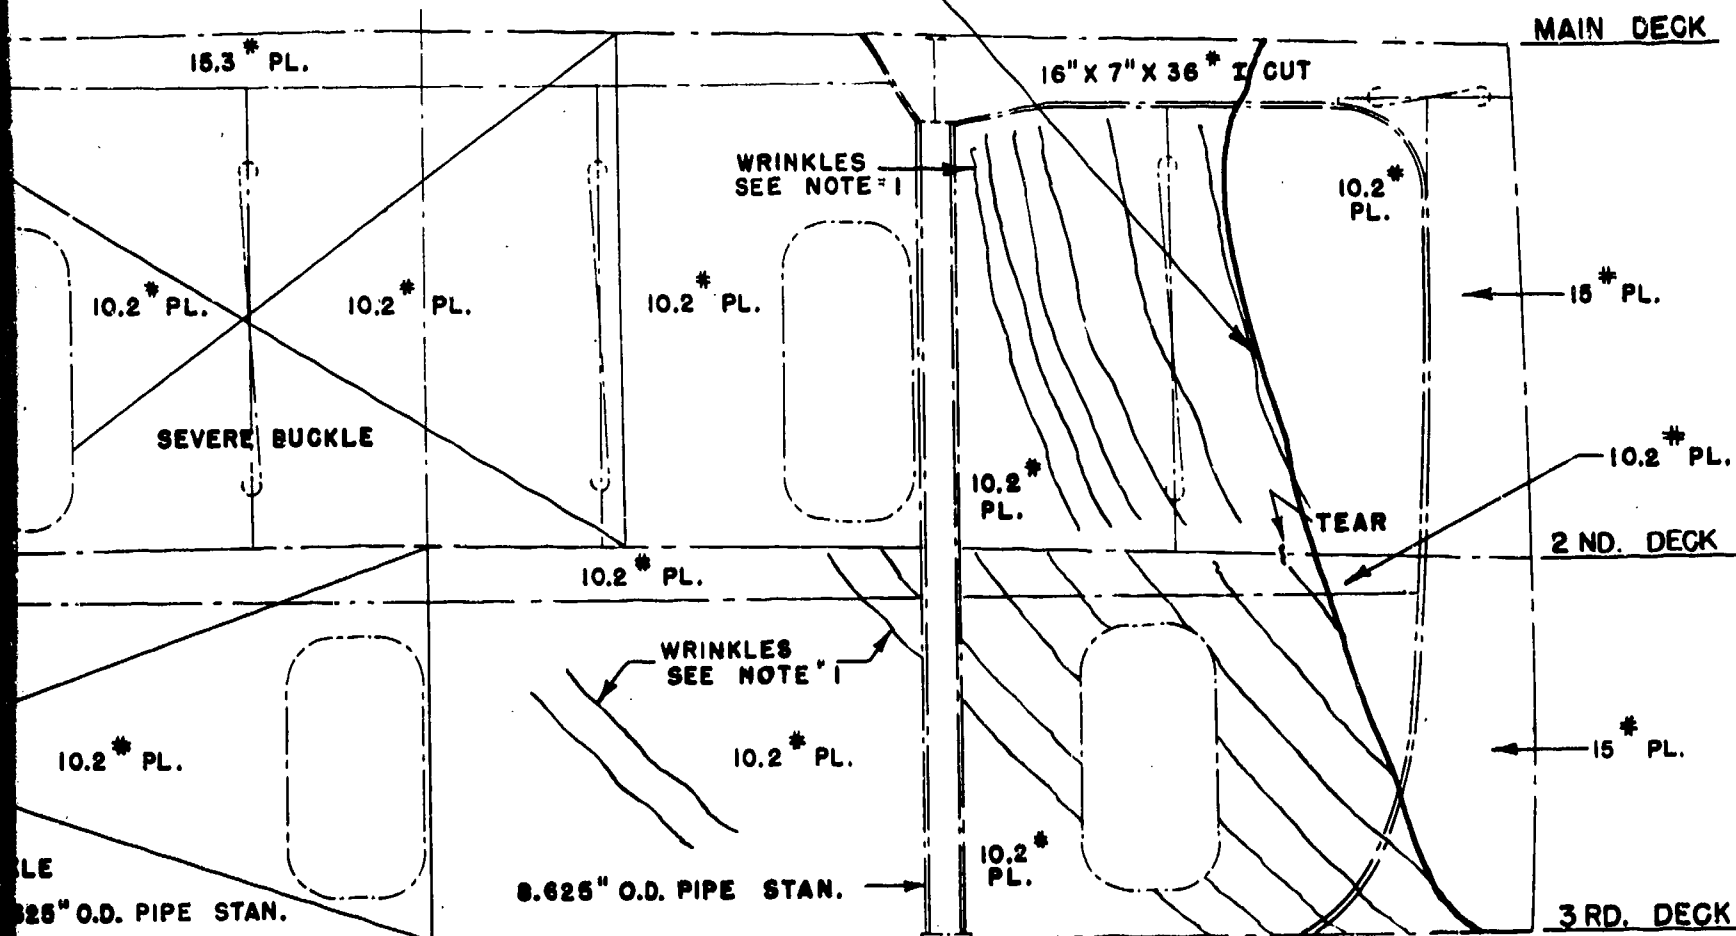 MAIN DECK
15.3# PL.
16" X 7" X 36# I CUT
WRINKLES
SEE NOTE #1
10.2#
PL.
10.2# PL.
10.2# PL.
10.2# PL.
15# PL.
SEVERE BUCKLE
10.2#
PL.
TEAR
10.2# PL.
2 ND. DECK
10.2# PL.
WRINKLES
SEE NOTE #1
10.2# PL.
10.2# PL.
15# PL.
10.2#
PL.
8.625" O.D. PIPE STAN.
O.D. PIPE STAN.
3 RD. DECK